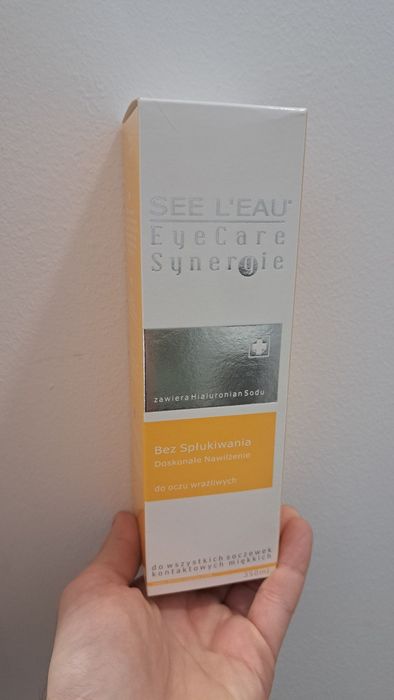 SEE L'EAU®
EyeCare
Synergie
zawiera Hialuronian Sodu
Bez Spłukiwania
Doskonałe Nawilżenie
do oczu wrażliwych
do wszystkich soczewek
kontaktowych miękkich
350ml